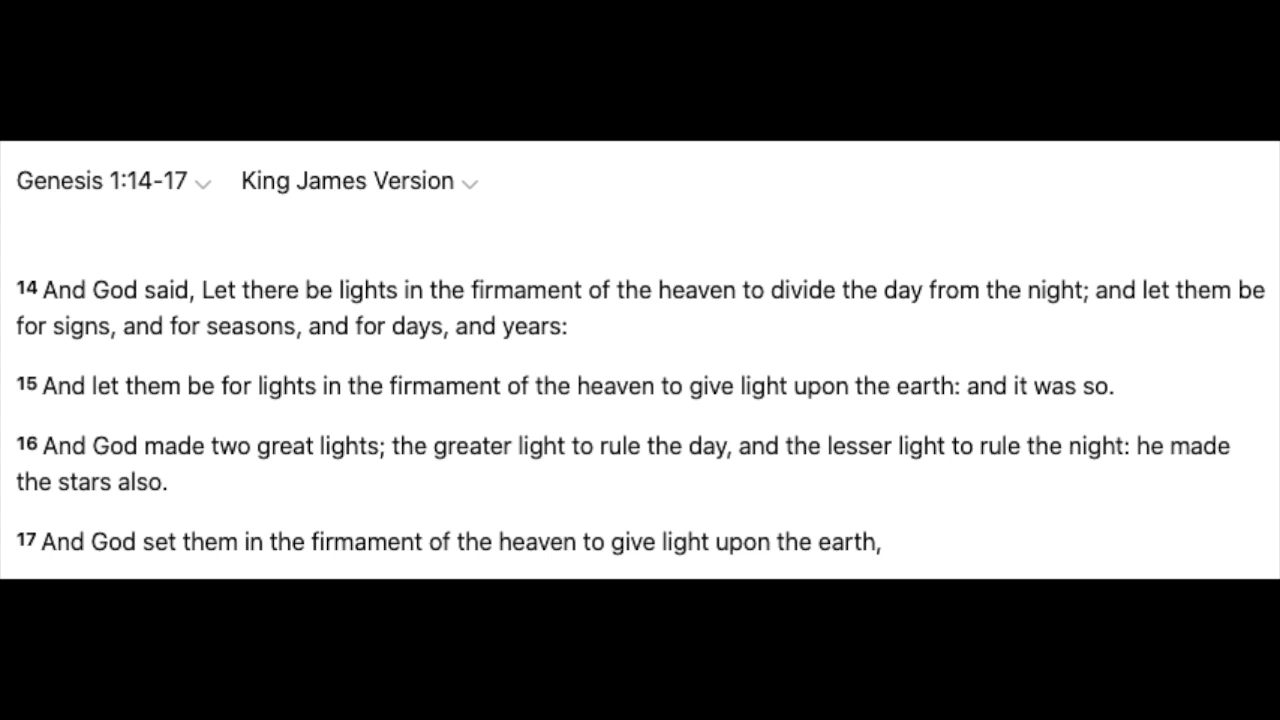 Genesis 1:14-17 King James Version
14 And God said, Let there be lights in the firmament of the heaven to divide the day from the night; and let them be
for signs, and for seasons, and for days, and years:
15 And let them be for lights in the firmament of the heaven to give light upon the earth: and it was so.
16 And God made two great lights; the greater light to rule the day, and the lesser light to rule the night: he made
the stars also.
17 And God set them in the firmament of the heaven to give light upon the earth,